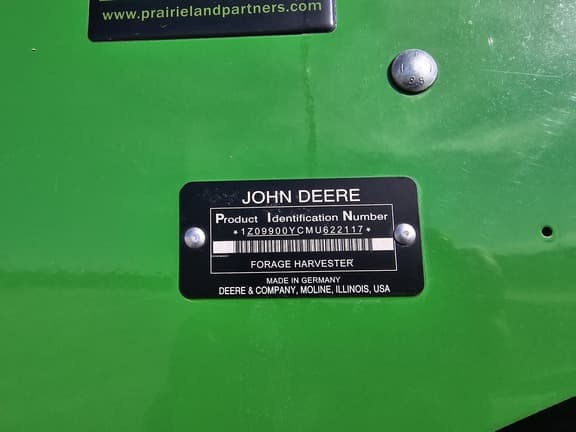 www.prairielandpartners.com
JOHN DEERE
Product Identification Number
*1Z09900YCMU622117*
FORAGE HARVESTER
MADE IN GERMANY
DEERE & COMPANY, MOLINE, ILLINOIS, USA